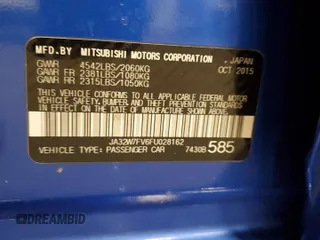 MFD.BY MITSUBISHI MOTORS CORPORATION, JAPAN
GVWR 4542LBS/2060KG OCT 2015
GAWR FR 2381LBS/1080KG
GAWR RR 2315LBS/1050KG
THIS VEHICLE CONFORMS TO ALL APPLICABLE FEDERAL MOTOR
VEHICLE SAFETY, BUMPER, AND THEFT PREVENTION STANDARDS
IN EFFECT ON THE DATE OF MANUFACTURE SHOWN ABOVE.
JA32W7FV6FU028162
VEHICLE TYPE: PASSENGER CAR 7430B 585
© IAAI/BIDMAD